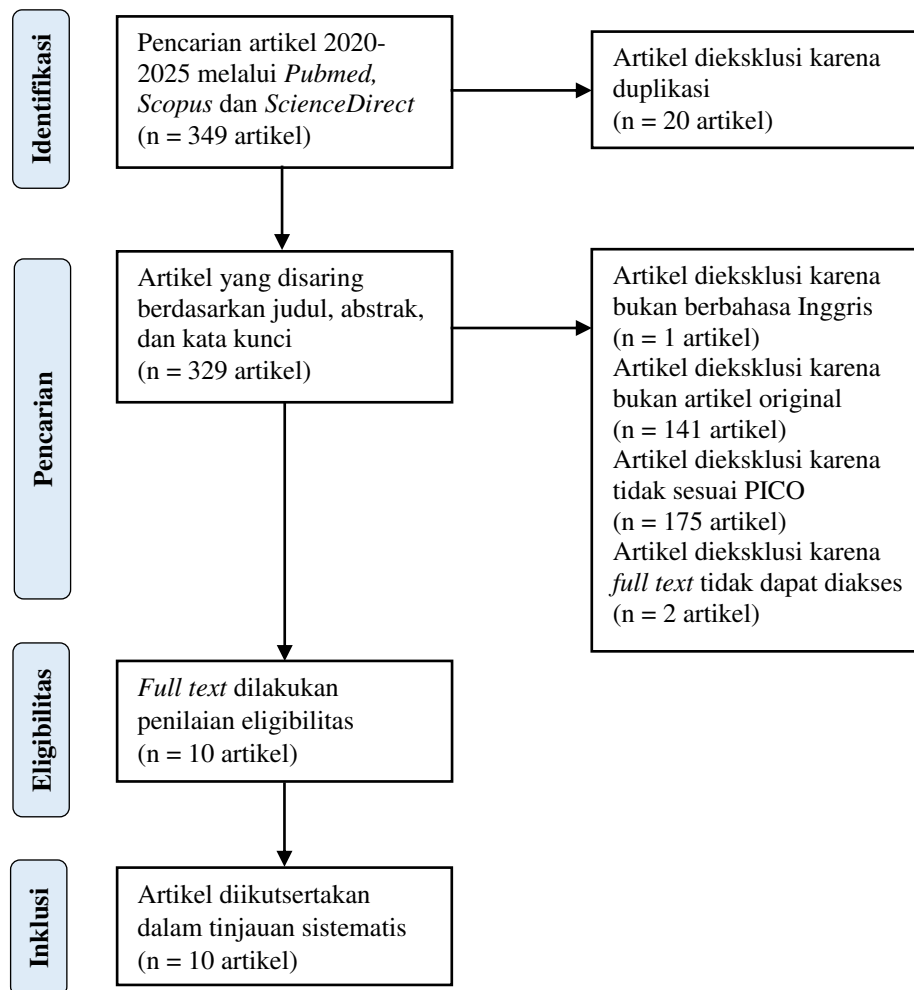 Identifikasi
Pencarian artikel 2020-
2025 melalui Pubmed,
Scopus dan ScienceDirect
(n = 349 artikel)
Artikel dieksklusi karena
duplikasi
(n = 20 artikel)
Pencarian
Artikel yang disaring
berdasarkan judul, abstrak,
dan kata kunci
(n = 329 artikel)
Artikel dieksklusi karena
bukan berbahasa Inggris
(n = 1 artikel)
Artikel dieksklusi karena
bukan artikel original
(n = 141 artikel)
Artikel dieksklusi karena
tidak sesuai PICO
(n = 175 artikel)
Artikel dieksklusi karena
full text tidak dapat diakses
(n = 2 artikel)
Eligibilitas
Full text dilakukan
penilaian eligibilitas
(n = 10 artikel)
Inklusi
Artikel diikutsertakan
dalam tinjauan sistematis
(n = 10 artikel)